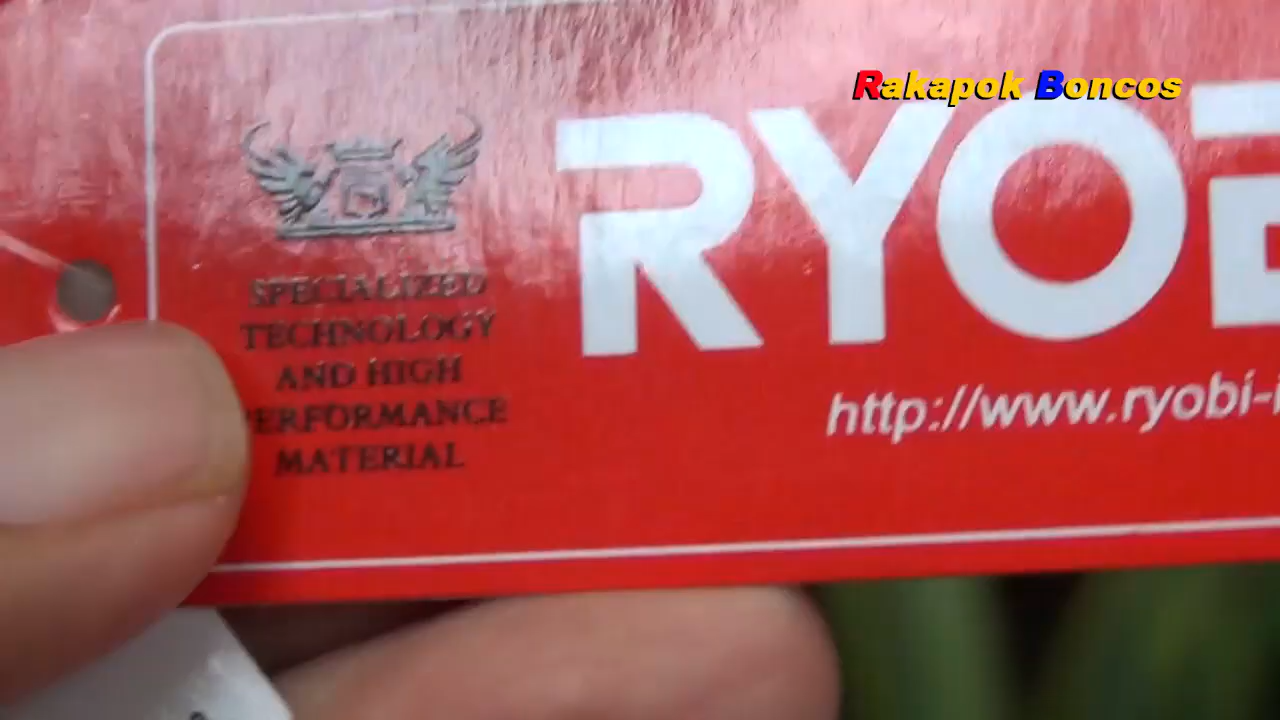 Rakapok Boncos
RYOB
SPECIALIZED
TECHNOLOGY
AND HIGH
PERFORMANCE
MATERIAL
http://www.ryobi-